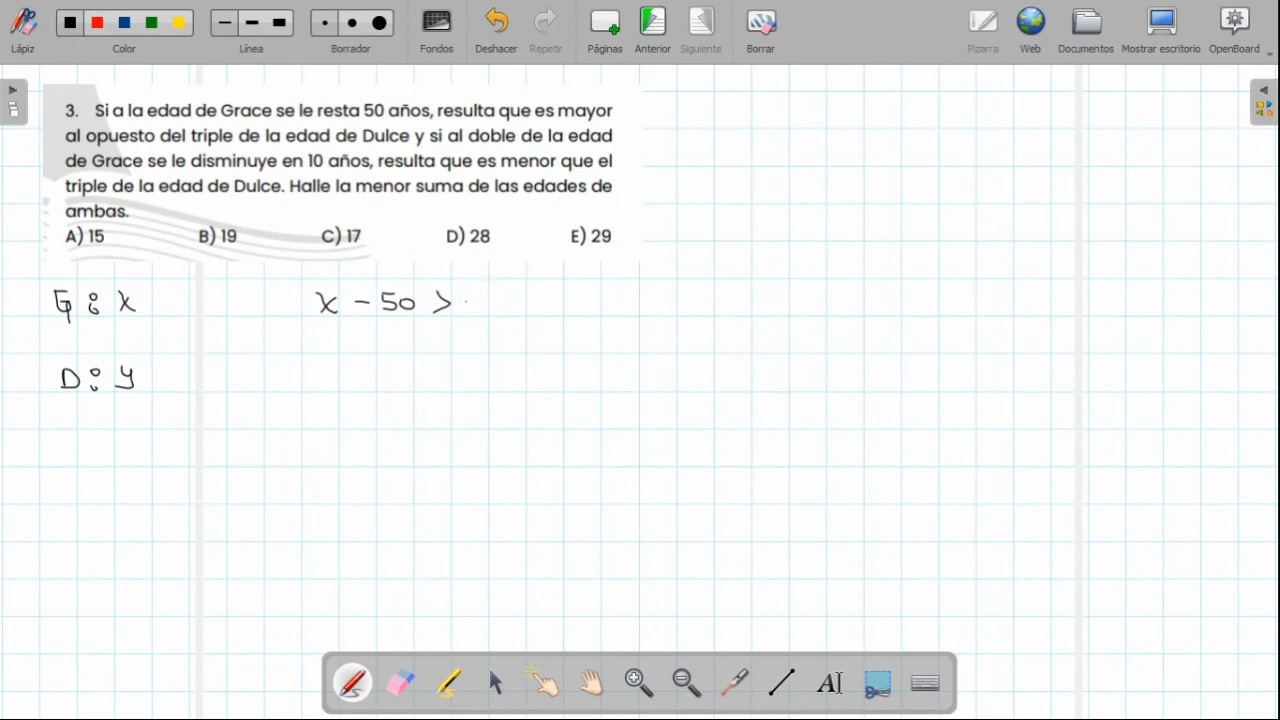 Lápiz Color Línea Borrador Fondos Deshacer Repetir Páginas Anterior Siguiente Borrar Pizarra Web Documentos Mostrar escritorio OpenBoard
3. Si a la edad de Grace se le resta 50 años, resulta que es mayor
al opuesto del triple de la edad de Dulce y si al doble de la edad
de Grace se le disminuye en 10 años, resulta que es menor que el
triple de la edad de Dulce. Halle la menor suma de las edades de
ambas.
A) 15 B) 19 C) 17 D) 28 E) 29
G : x x - 50 >
D : y